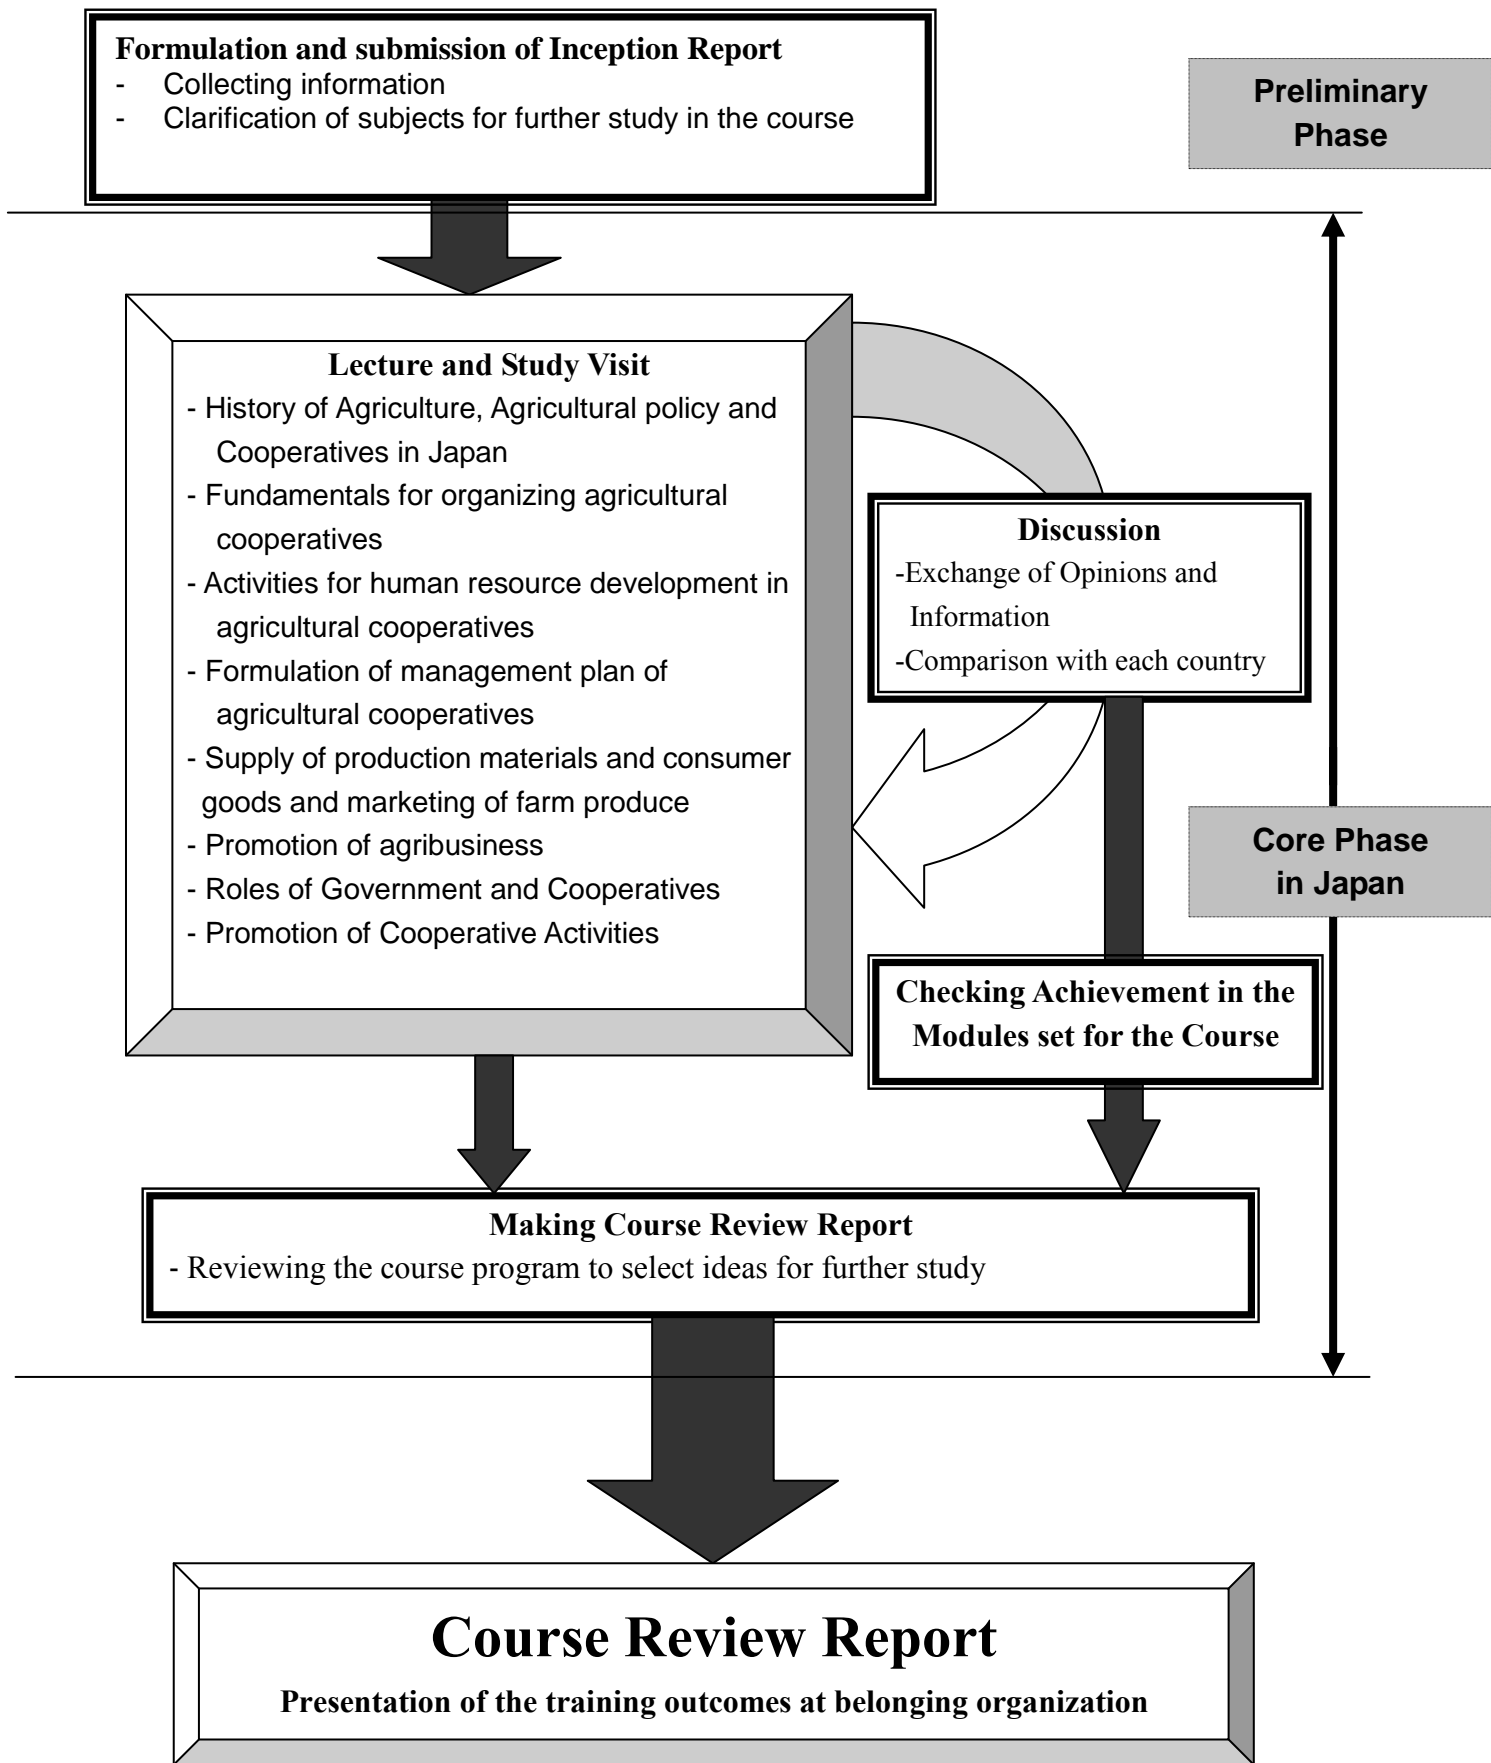 Formulation and submission of Inception Report
- Collecting information
- Clarification of subjects for further study in the course
Preliminary
Phase
Lecture and Study Visit
- History of Agriculture, Agricultural policy and
Cooperatives in Japan
- Fundamentals for organizing agricultural
cooperatives
- Activities for human resource development in
agricultural cooperatives
- Formulation of management plan of
agricultural cooperatives
- Supply of production materials and consumer
goods and marketing of farm produce
- Promotion of agribusiness
- Roles of Government and Cooperatives
- Promotion of Cooperative Activities
Discussion
-Exchange of Opinions and
Information
-Comparison with each country
Core Phase
in Japan
Checking Achievement in the
Modules set for the Course
Making Course Review Report
- Reviewing the course program to select ideas for further study
Course Review Report
Presentation of the training outcomes at belonging organization